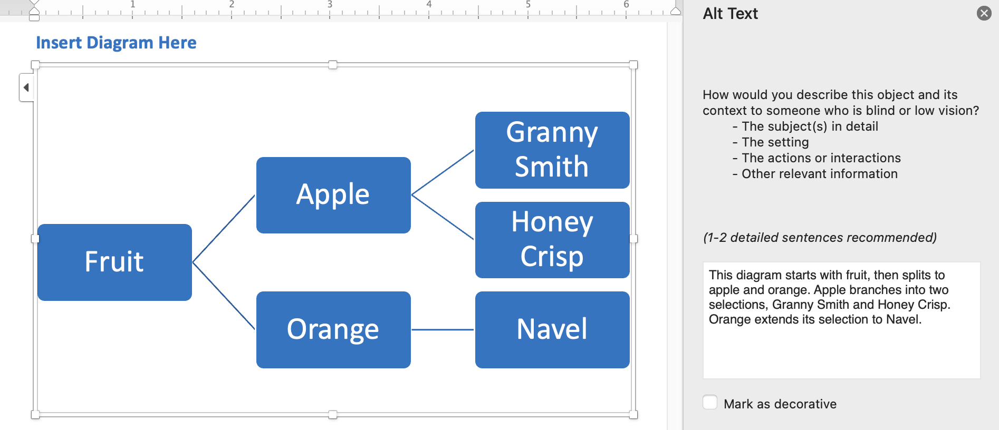 1 2 3 4 5 6
Insert Diagram Here
Fruit
Apple
Orange
Granny
Smith
Honey
Crisp
Navel
Alt Text
How would you describe this object and its
context to someone who is blind or low vision?
- The subject(s) in detail
- The setting
- The actions or interactions
- Other relevant information
(1-2 detailed sentences recommended)
This diagram starts with fruit, then splits to
apple and orange. Apple branches into two
selections, Granny Smith and Honey Crisp.
Orange extends its selection to Navel.
Mark as decorative